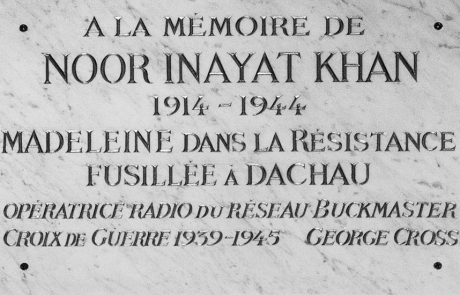 A LA MÉMOIRE DE
NOOR INAYAT KHAN
1914 - 1944
MADELEINE DANS LA RÉSISTANCE
FUSILLÉE À DACHAU
OPÉRATRICE RADIO DU RÉSEAU BUCKMASTER
CROIX DE GUERRE 1939-1945 GEORGE CROSS